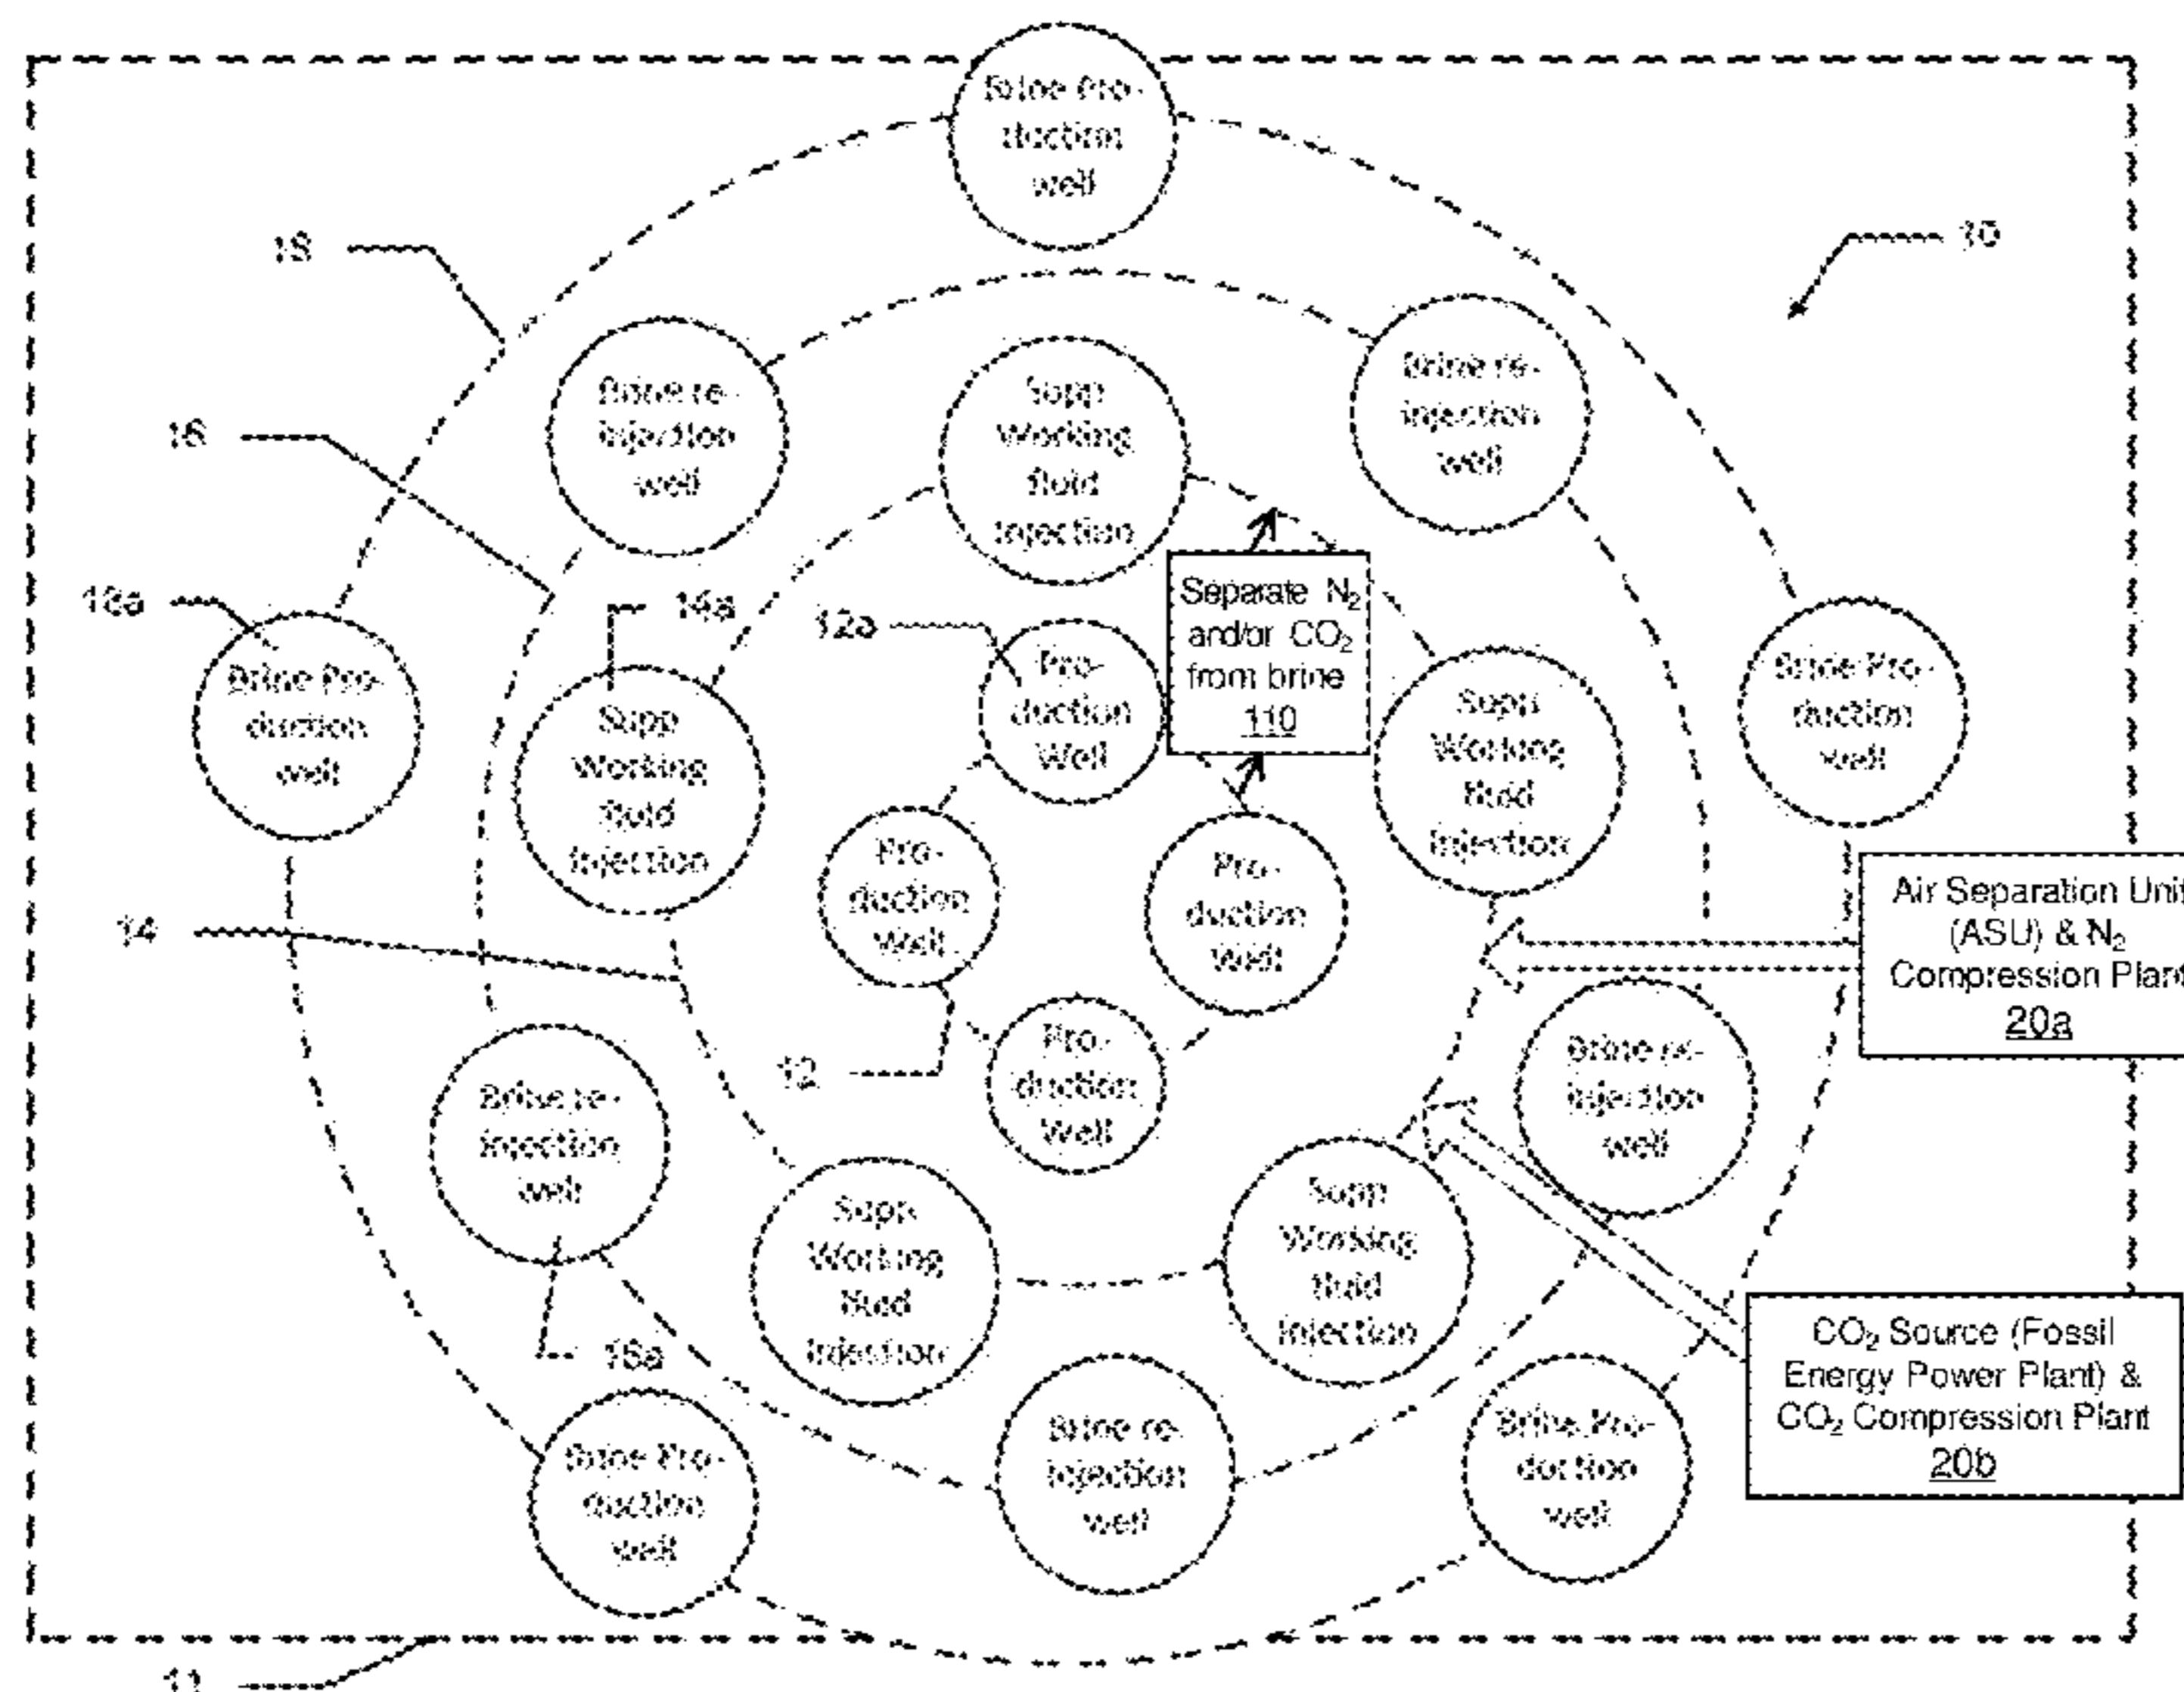 Brine Pro-
duction
well
18
10
Brine re-
injection
well
Supp
Working
fluid
Injection
Brine re-
injection
well
16
18a
14a
12a
Separate N₂
and/or CO₂
from brine
110
Brine Pro-
duction
well
Supp
Working
fluid
Injection
Pro-
duction
Well
Supp
Working
fluid
Injection
Brine Pro-
duction
well
Pro-
duction
Well
Pro-
duction
Well
14
Air Separation Unit
(ASU) & N₂
Compression Plant
20a
12
Pro-
duction
Well
Brine re-
injection
well
Brine re-
injection
well
Supp
Working
fluid
Injection
Supp
Working
fluid
Injection
16a
CO₂ Source (Fossil
Energy Power Plant) &
CO₂ Compression Plant
20b
Brine Pro-
duction
well
Brine re-
injection
well
Brine Pro-
duction
well
11